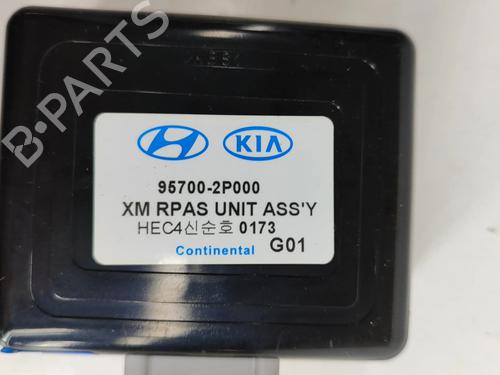 B-PARTS
KIA
95700-2P000
XM RPAS UNIT ASS'Y
HEC4신순호 0173
Continental G01